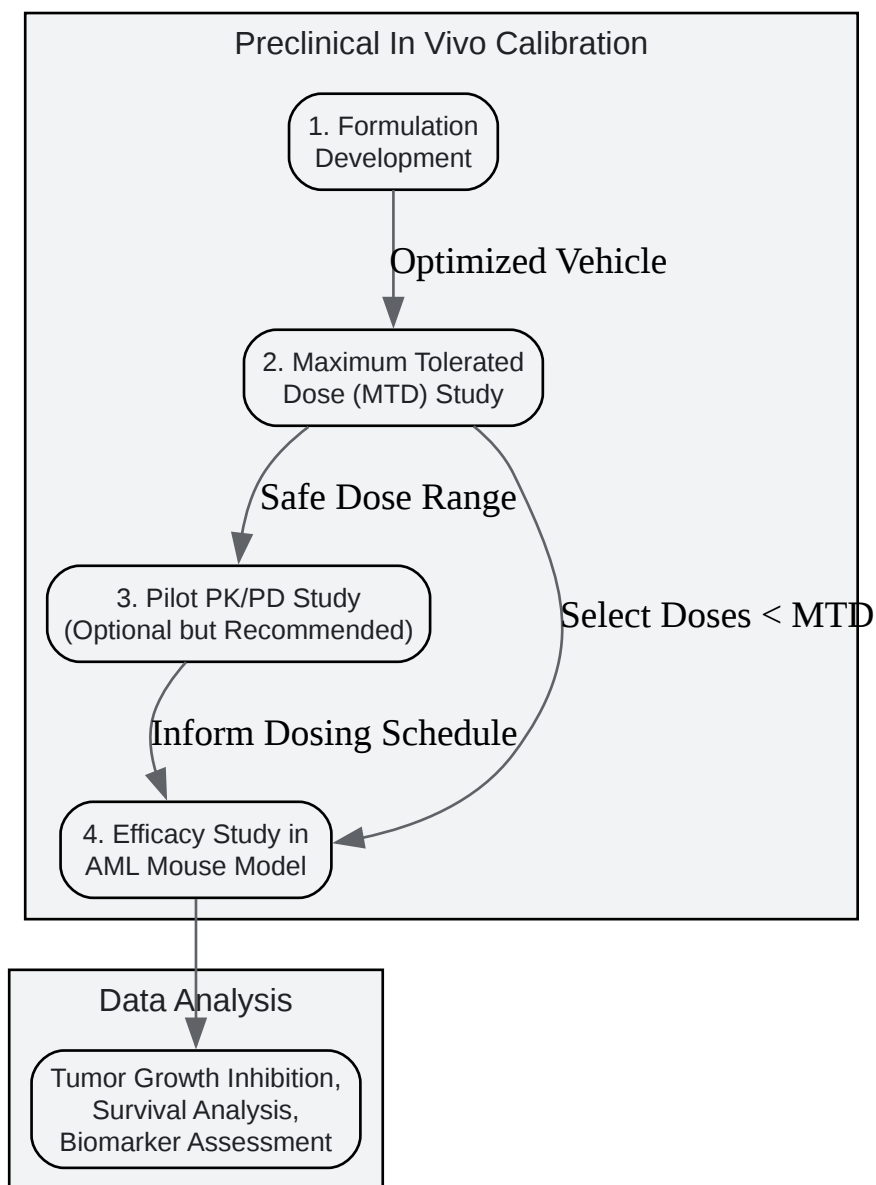 Preclinical In Vivo Calibration
1. Formulation
Development
Optimized Vehicle
2. Maximum Tolerated
Dose (MTD) Study
Safe Dose Range
3. Pilot PK/PD Study
(Optional but Recommended)
Select Doses < MTD
Inform Dosing Schedule
4. Efficacy Study in
AML Mouse Model
Data Analysis
Tumor Growth Inhibition,
Survival Analysis,
Biomarker Assessment